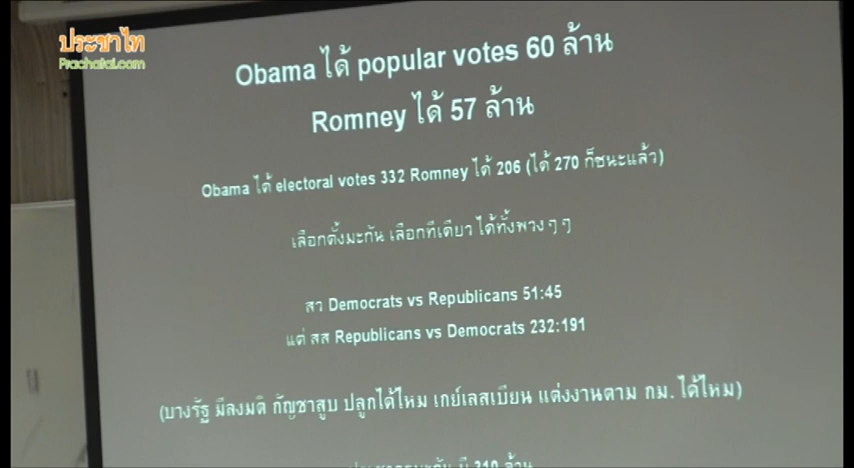 ประชาไท
Prachatai.com
Obama ได้ popular votes 60 ล้าน
Romney ได้ 57 ล้าน
Obama ได้ electoral votes 332 Romney ได้ 206 (ได้ 270 ก็ชนะแล้ว)
เลือกตั้งมะกัน เลือกทีเดียว ได้ทั้งพวง ๆ ๆ
สว Democrats vs Republicans 51:45
แต่ สส Republicans vs Democrats 232:191
(บางรัฐ มีลงมติ กัญชาสูบ ปลูกได้ไหม เกย์เลสเบียน แต่งงานตาม กม. ได้ไหม)
มี 310 ล้าน